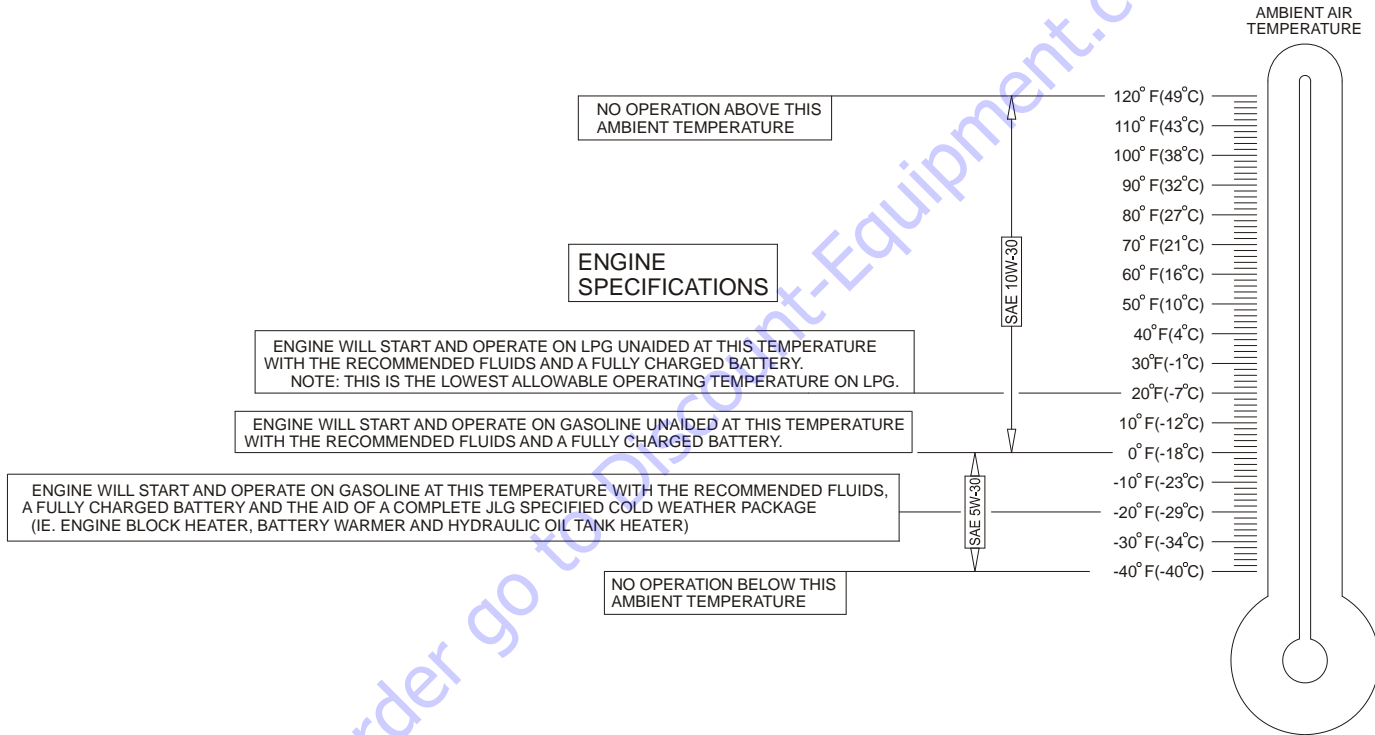 AMBIENT AIR
TEMPERATURE
NO OPERATION ABOVE THIS
AMBIENT TEMPERATURE
120° F(49°C)
110° F(43°C)
100° F(38°C)
90° F(32°C)
80° F(27°C)
70° F(21°C)
60° F(16°C)
50° F(10°C)
40°F(4°C)
30°F(-1°C)
20°F(-7°C)
10°F(-12°C)
0° F(-18°C)
-10° F(-23°C)
-20° F(-29°C)
-30° F(-34°C)
-40° F(-40°C)
SAE 10W-30
ENGINE
SPECIFICATIONS
ENGINE WILL START AND OPERATE ON LPG UNAIDED AT THIS TEMPERATURE
WITH THE RECOMMENDED FLUIDS AND A FULLY CHARGED BATTERY.
NOTE: THIS IS THE LOWEST ALLOWABLE OPERATING TEMPERATURE ON LPG.
ENGINE WILL START AND OPERATE ON GASOLINE UNAIDED AT THIS TEMPERATURE
WITH THE RECOMMENDED FLUIDS AND A FULLY CHARGED BATTERY.
SAE 5W-30
ENGINE WILL START AND OPERATE ON GASOLINE AT THIS TEMPERATURE WITH THE RECOMMENDED FLUIDS,
A FULLY CHARGED BATTERY AND THE AID OF A COMPLETE JLG SPECIFIED COLD WEATHER PACKAGE
(IE. ENGINE BLOCK HEATER, BATTERY WARMER AND HYDRAULIC OIL TANK HEATER)
NO OPERATION BELOW THIS
AMBIENT TEMPERATURE
rder go to Discount-Equipment.c